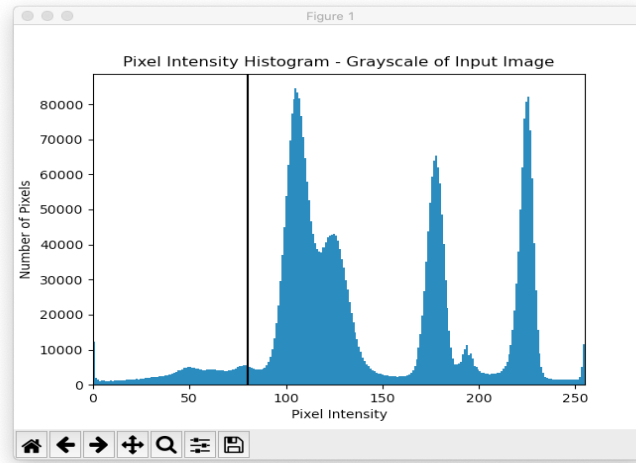 Figure 1
Pixel Intensity Histogram - Grayscale of Input Image
80000
70000
60000
50000
40000
30000
20000
10000
0
Number of Pixels
0 50 100 150 200 250
Pixel Intensity